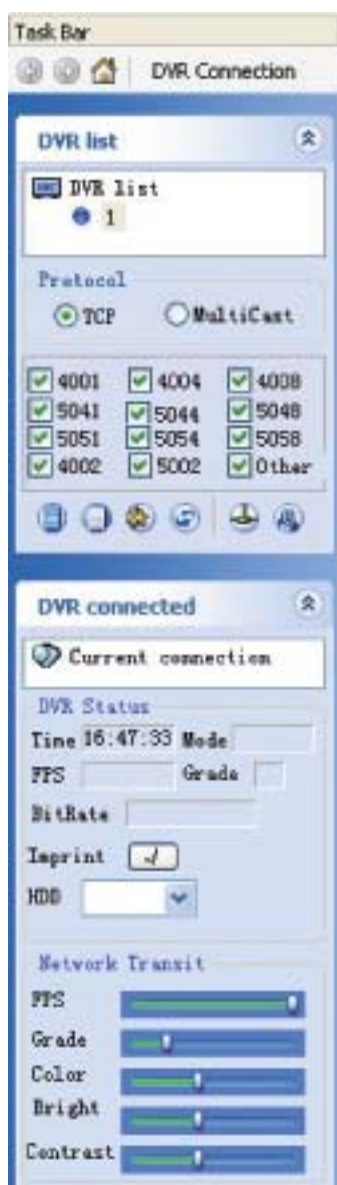 Task Bar
DVR Connection
DVR list
DVR list
1
Protocol
TCP MultiCast
4001 4004 4008
5041 5044 5048
5051 5054 5058
4002 5002 Other
DVR connected
Current connection
DVR Status
Time 16:47:33 Mode
FPS Grade
BitRate
Imprint
HDD
Network Transit
FPS
Grade
Color
Bright
Contrast